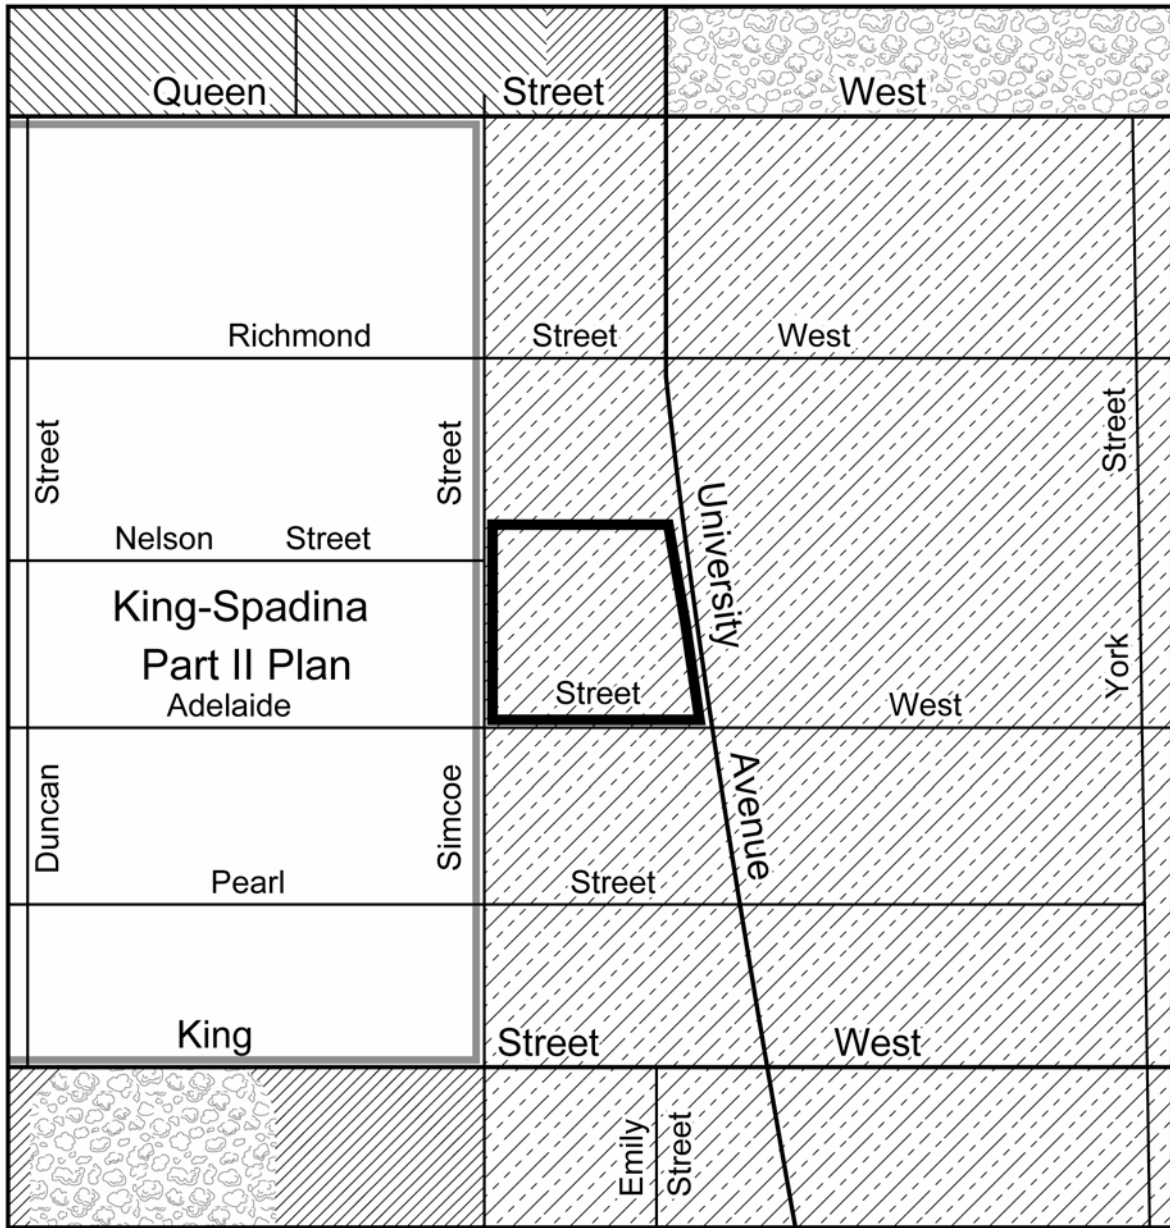 Queen Street West
Richmond Street West
Street
Street
Street
University
Nelson Street
King-Spadina
Part II Plan
York
Adelaide Street West
Duncan
Simcoe
Avenue
Pearl Street
King Street West
Emily
Street